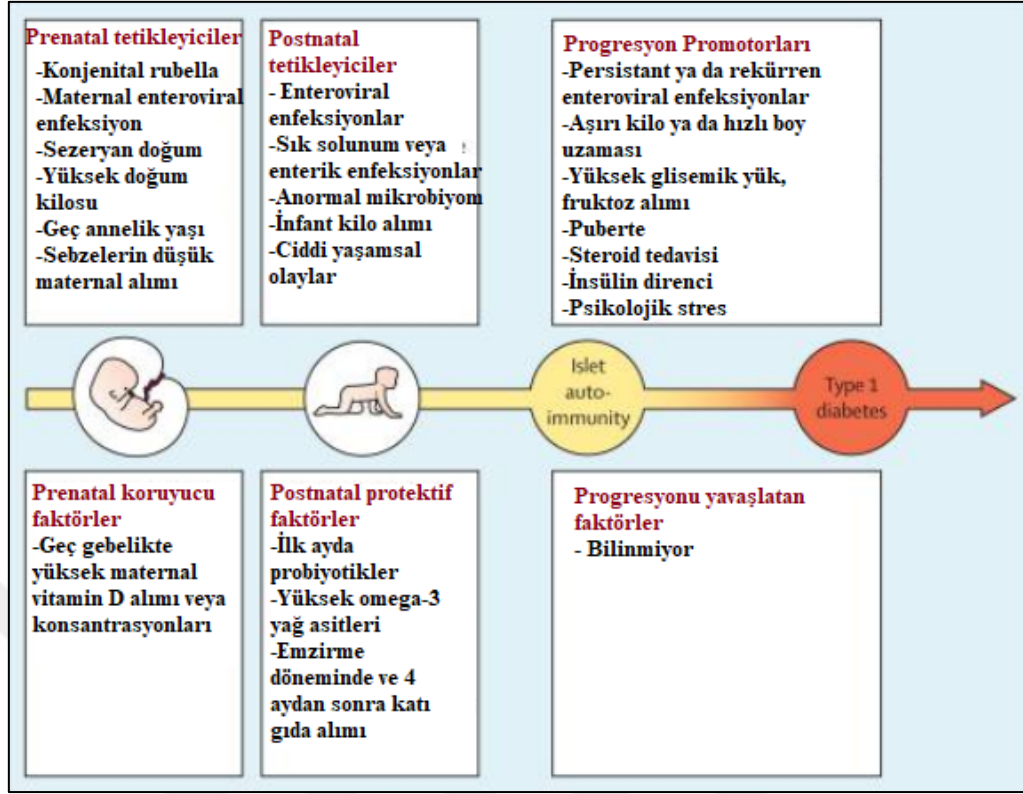 Prenatal tetikleyiciler
-Konjenital rubella
-Maternal enteroviral
enfeksiyon
-Sezeryan doğum
-Yüksek doğum
kilosu
-Geç annelik yaşı
-Sebzelerin düşük
maternal alımı
Postnatal
tetikleyiciler
- Enteroviral
enfeksiyonlar
-Sık solunum veya
enterik enfeksiyonlar
-Anormal mikrobiyom
-İnfant kilo alımı
-Ciddi yaşamsal
olaylar
Progresyon Promotorları
-Persistant ya da rekürren
enteroviral enfeksiyonlar
-Aşırı kilo ya da hızlı boy
uzaması
-Yüksek glisemik yük,
fruktoz alımı
-Puberte
-Steroid tedavisi
-İnsülin direnci
-Psikolojik stres
Islet
auto-
immunity
Type 1
diabetes
Prenatal koruyucu
faktörler
-Geç gebelikte
yüksek maternal
vitamin D alımı veya
konsantrasyonları
Postnatal protektif
faktörler
-İlk ayda
probiyotikler
-Yüksek omega-3
yağ asitleri
-Emzirme
döneminde ve 4
aydan sonra katı
gıda alımı
Progresyonu yavaşlatan
faktörler
- Bilinmiyor